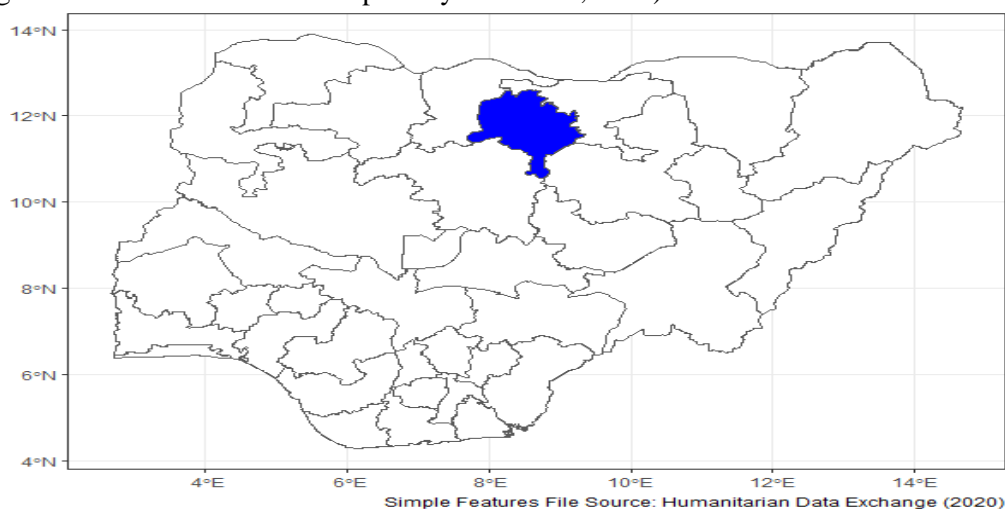 14°N
12°N
10°N
8°N
6°N
4°N
4°E
6°E
8°E
10°E
12°E
14°E
Simple Features File Source: Humanitarian Data Exchange (2020)